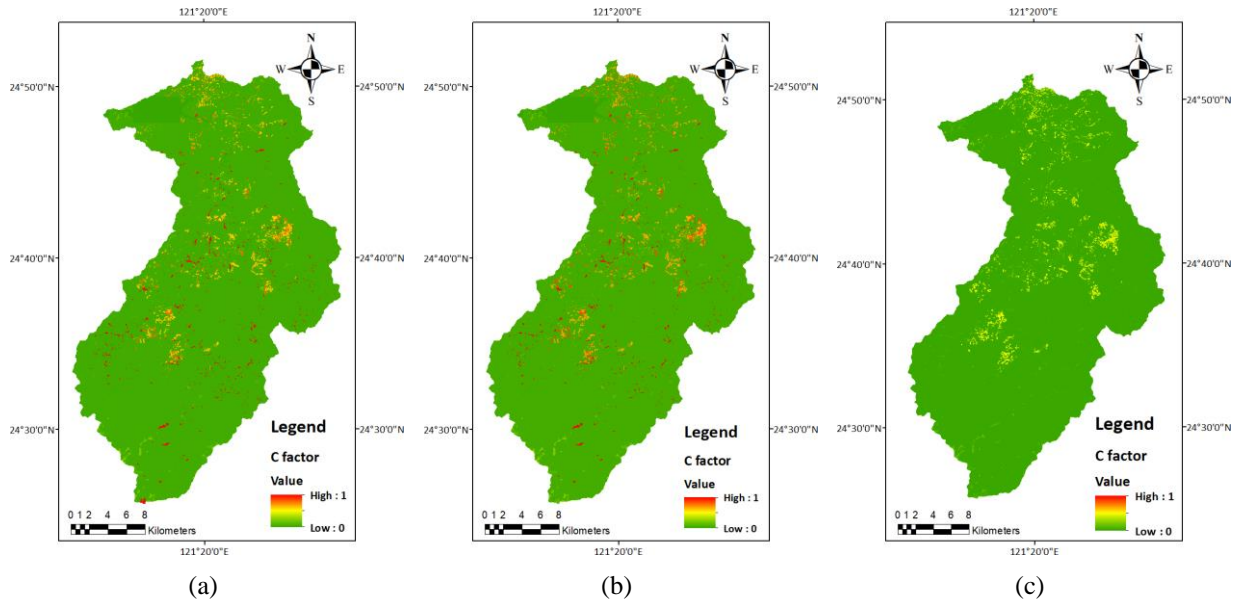 121°20'0"E
N
W E
S
24°50'0"N
24°40'0"N
24°30'0"N
Legend
C factor
Value
High : 1
Low : 0
0 1 2 4 6 8
Kilometers
121°20'0"E
(a)
121°20'0"E
N
W E
S
24°50'0"N
24°40'0"N
24°30'0"N
Legend
C factor
Value
High : 1
Low : 0
0 1 2 4 6 8
Kilometers
121°20'0"E
(b)
121°20'0"E
N
W E
S
24°50'0"N
24°50'0"N
24°40'0"N
24°40'0"N
24°30'0"N
24°30'0"N
Legend
C factor
Value
High : 1
Low : 0
0 1 2 4 6 8
Kilometers
121°20'0"E
(c)